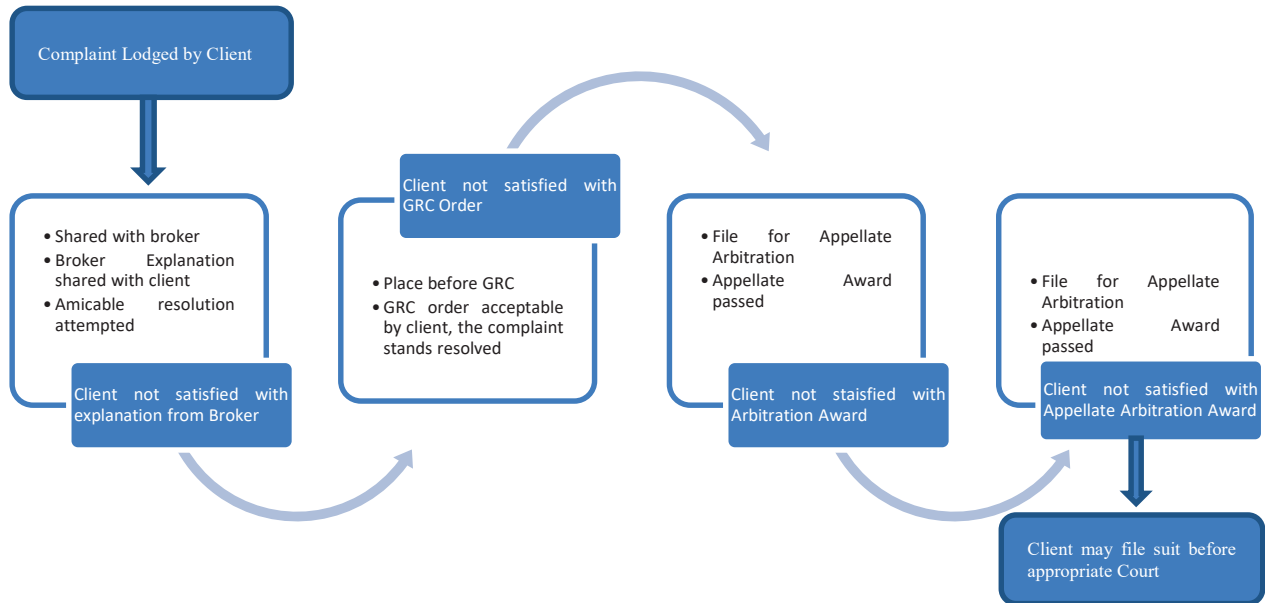 Complaint Lodged by Client
• Shared with broker
• Broker Explanation
shared with client
• Amicable resolution
attempted
Client not satisfied with
explanation from Broker
Client not satisfied with
GRC Order
• Place before GRC
• GRC order acceptable
by client, the complaint
stands resolved
• File for Appellate
Arbitration
• Appellate Award
passed
Client not staisfied with
Arbitration Award
• File for Appellate
Arbitration
• Appellate Award
passed
Client not satisfied with
Appellate Arbitration Award
Client may file suit before
appropriate Court